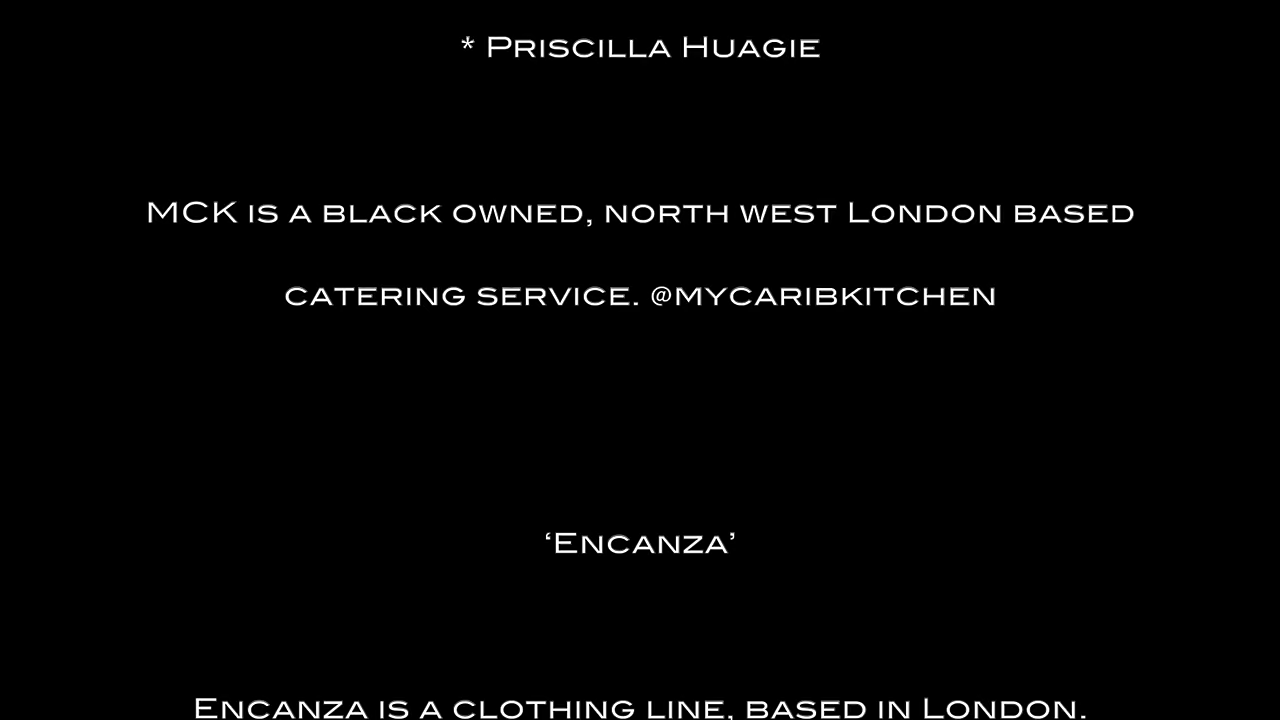 * Priscilla Huagie
MCK is a black owned, north west London based
catering service. @mycaribkitchen
‘Encanza’
Encanza is a clothing line, based in London.